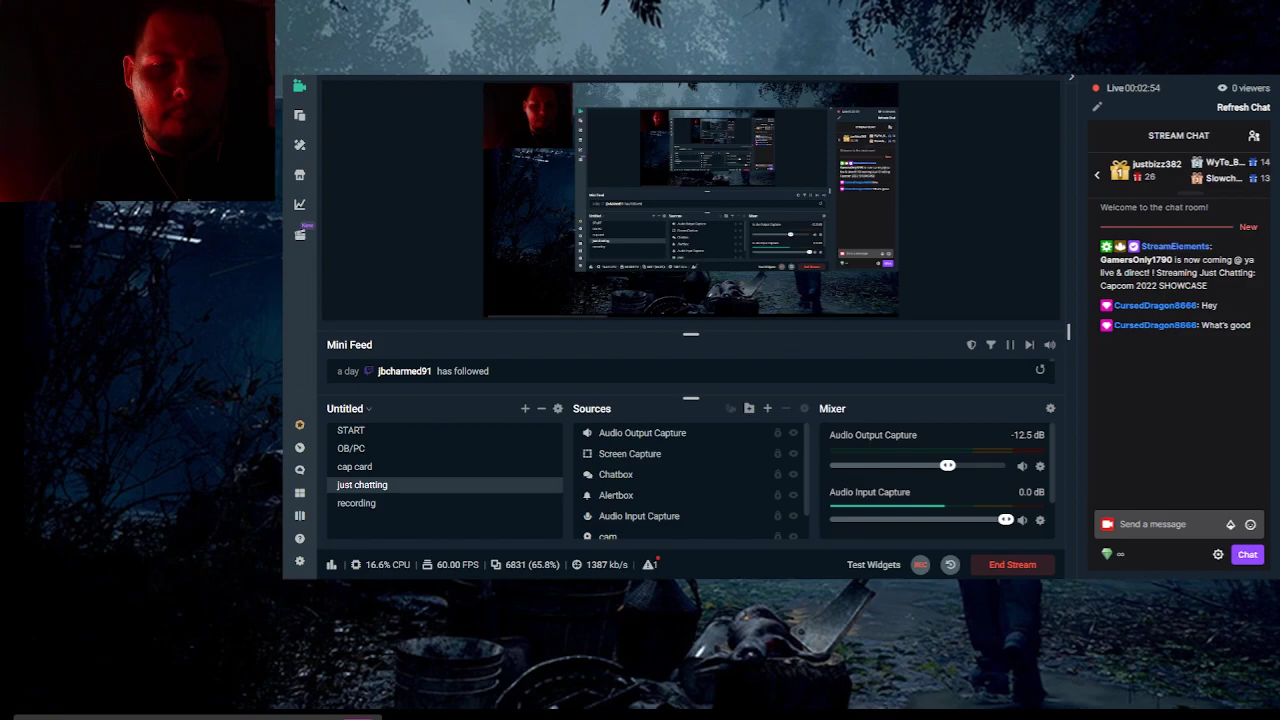 Live 00:02:54
0 viewers
Refresh Chat
STREAM CHAT
justbizz382
26
WyTe_B... 14
Slowch... 13
Welcome to the chat room!
New
StreamElements:
GamersOnly1790 is now coming @ ya
live & direct! ! Streaming Just Chatting:
Capcom 2022 SHOWCASE
CursedDragon8666: Hey
CursedDragon8666: What's good
Send a message
∞
Chat
New
Mini Feed
a day jbcharmed91 has followed
Untitled
START
OB/PC
cap card
just chatting
recording
Sources
Audio Output Capture
Screen Capture
Chatbox
Alertbox
Audio Input Capture
cam
Mixer
Audio Output Capture -12.5 dB
Audio Input Capture 0.0 dB
16.6% CPU 60.00 FPS 6831 (65.8%) 1387 kb/s 1
Test Widgets REC End Stream